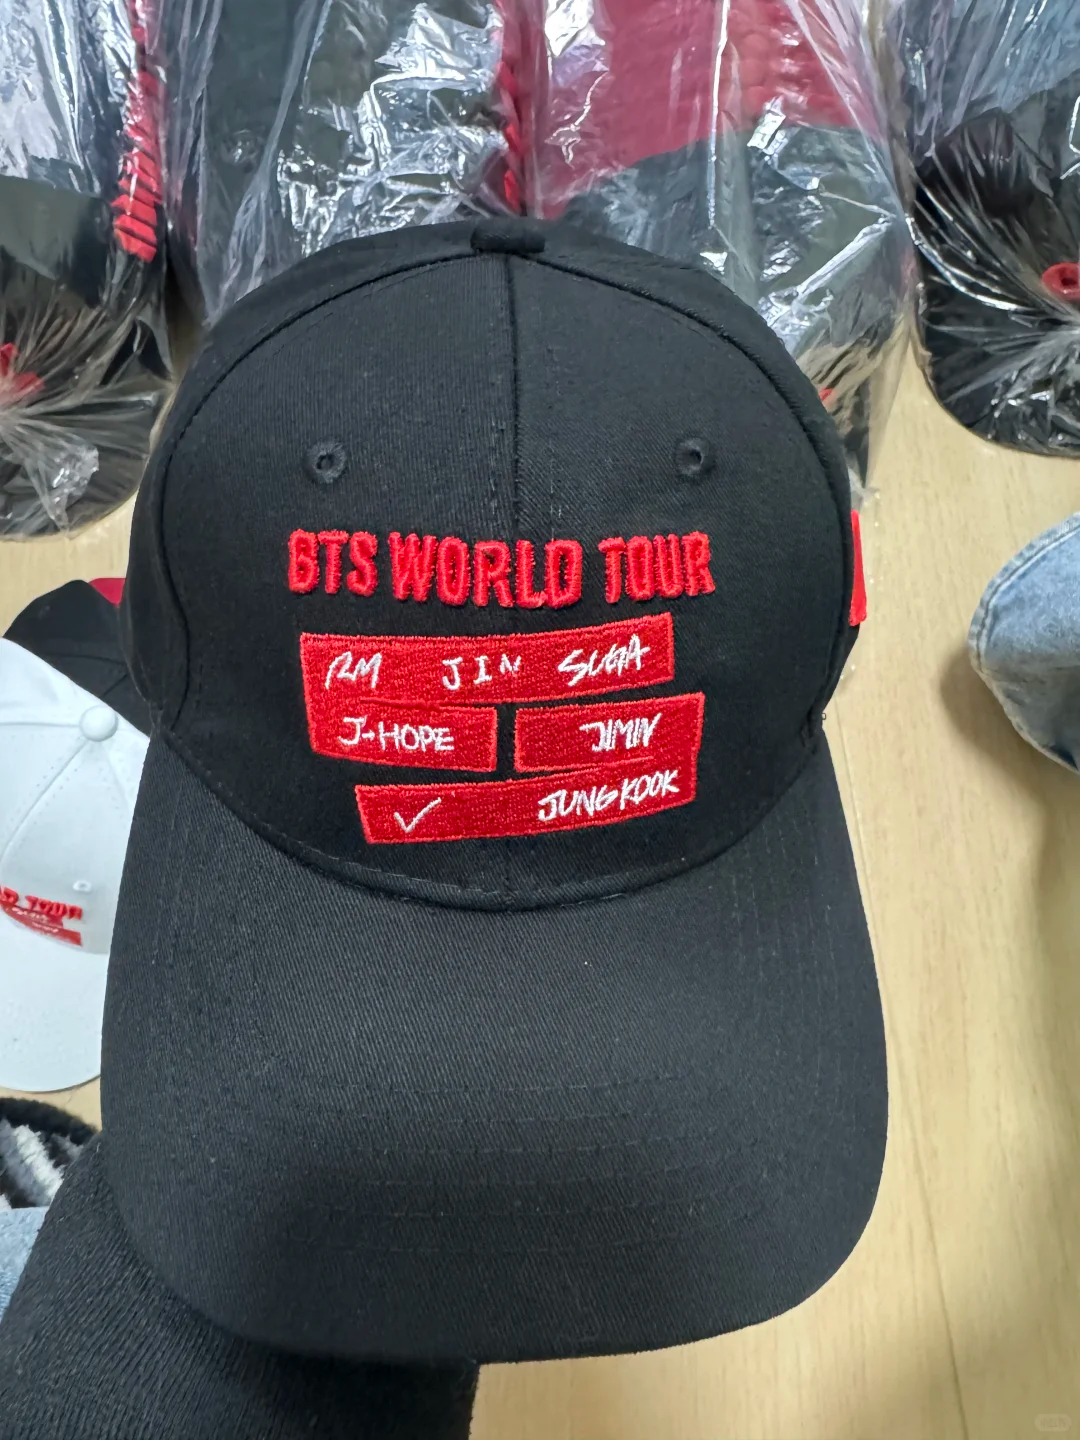 BTS WORLD TOUR
RM JIN SUGA
J-HOPE JIMIN
✓ JUNGKOOK